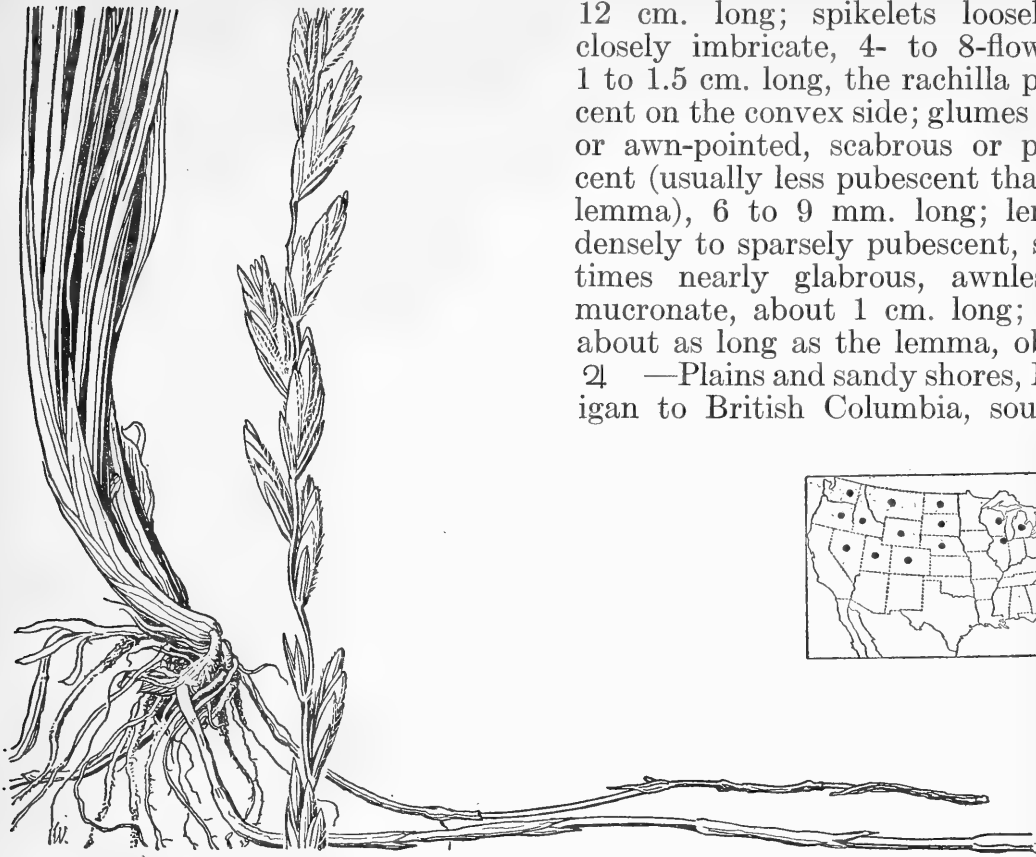 12 cm. long; spikelets loosel
closely imbricate, 4- to 8-flow
1 to 1.5 cm. long, the rachilla p
cent on the convex side; glumes
or awn-pointed, scabrous or p
cent (usually less pubescent tha
lemma), 6 to 9 mm. long; ler
densely to sparsely pubescent, s
times nearly glabrous, awnles
mucronate, about 1 cm. long;
about as long as the lemma, ob
♃ —Plains and sandy shores,
igan to British Columbia, sou